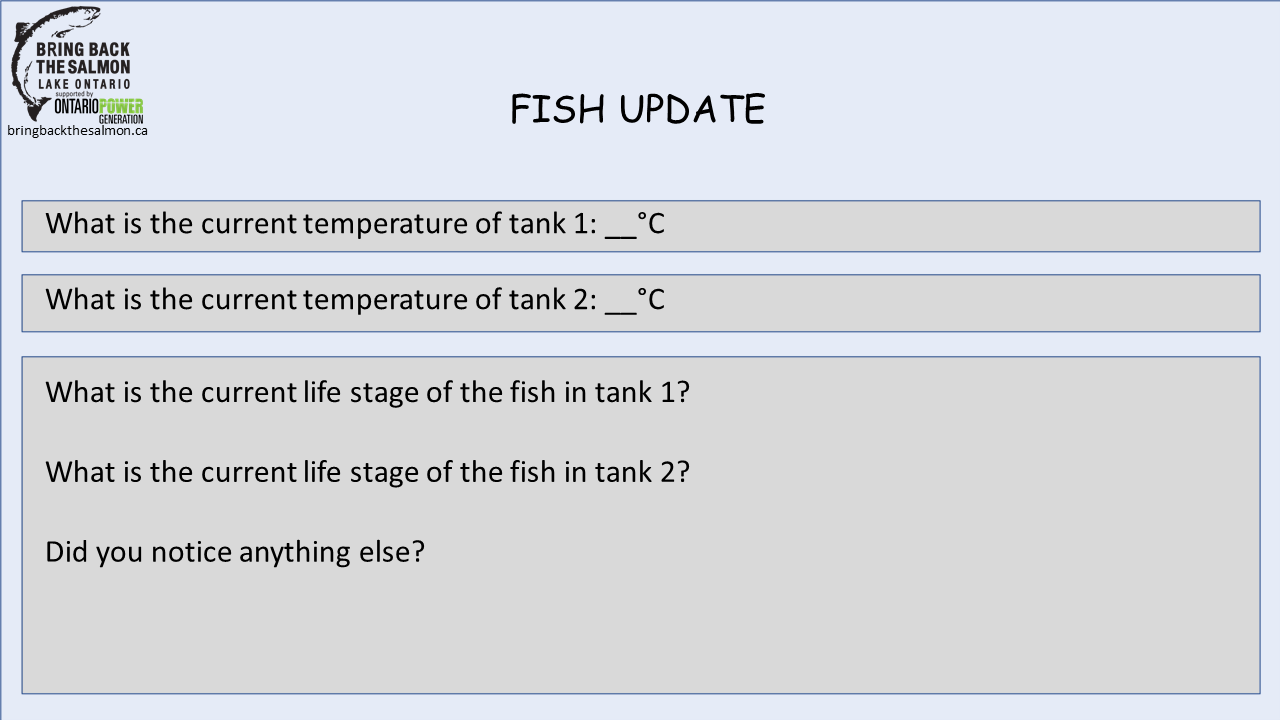 BRING BACK
THE SALMON
LAKE ONTARIO
supported by
ONTARIOPOWER
GENERATION
bringbackthesalmon.ca
FISH UPDATE
What is the current temperature of tank 1: __°C
What is the current temperature of tank 2: __°C
What is the current life stage of the fish in tank 1?
What is the current life stage of the fish in tank 2?
Did you notice anything else?